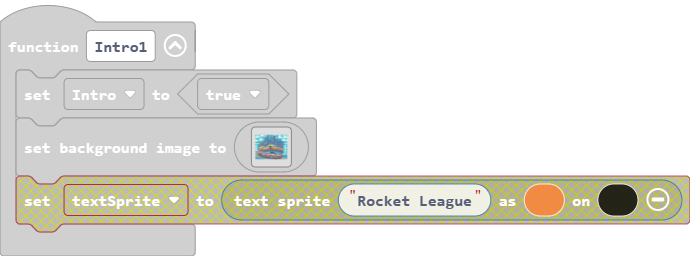 function Intro1
set Intro to true
set background image to
set textSprite to text sprite "Rocket League" as on